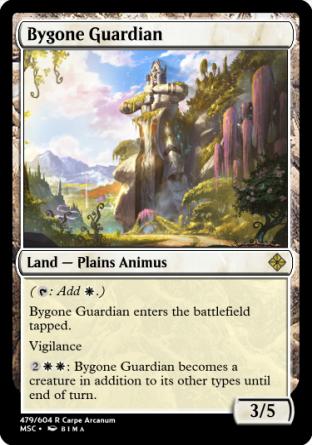 Bygone Guardian
Land — Plains Animus
(: Add .)
Bygone Guardian enters the battlefield
tapped.
Vigilance
2: Bygone Guardian becomes a
creature in addition to its other types until
end of turn.
3/5
479/604 R Carpe Arcanum
MSC • BIMA